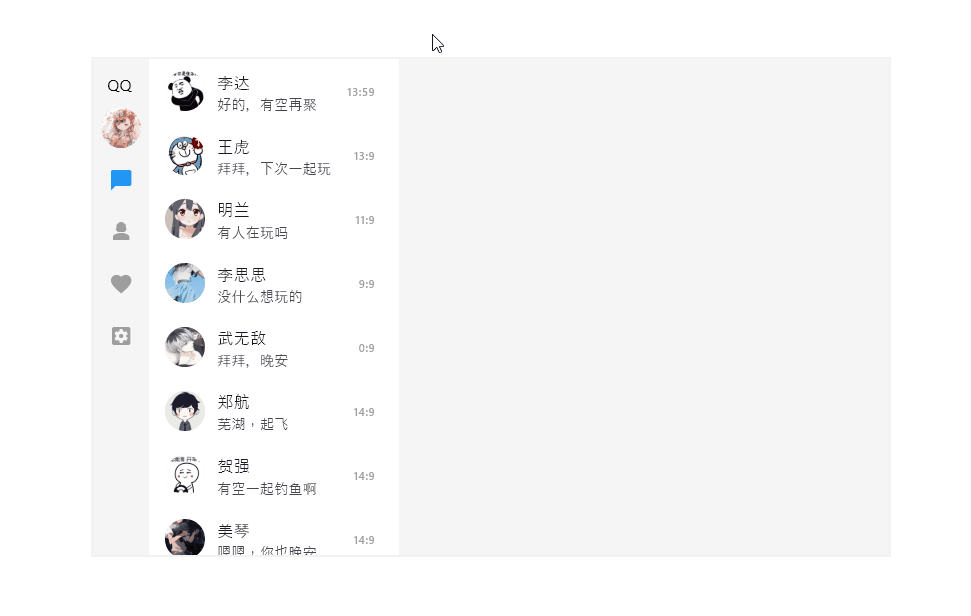 QQ
李达
13:59
好的，有空再聚
王虎
13:9
拜拜，下次一起玩
明兰
11:9
有人在玩吗
李思思
9:9
没什么想玩的
武无敌
0:9
拜拜，晚安
郑航
14:9
芜湖，起飞
贺强
14:9
有空一起钓鱼啊
美琴
14:9
嗯嗯，你也晚安